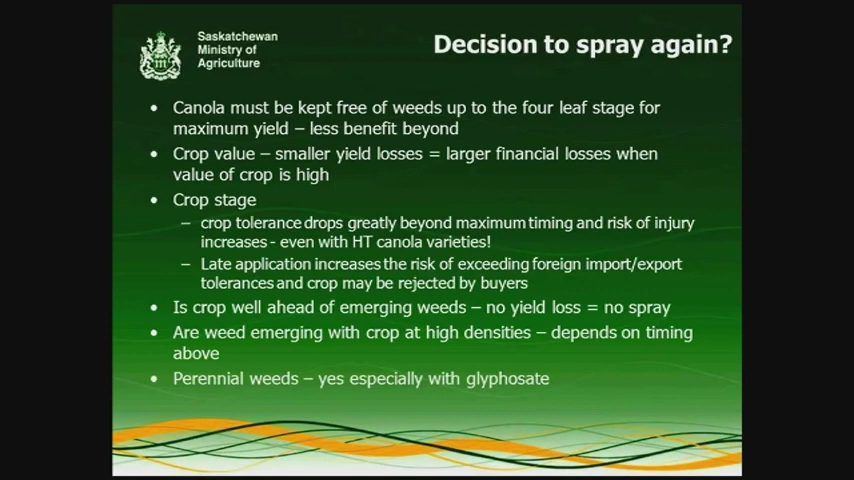 Saskatchewan
Ministry of
Agriculture
Decision to spray again?
• Canola must be kept free of weeds up to the four leaf stage for
maximum yield – less benefit beyond
• Crop value – smaller yield losses = larger financial losses when
value of crop is high
• Crop stage
– crop tolerance drops greatly beyond maximum timing and risk of injury
increases - even with HT canola varieties!
– Late application increases the risk of exceeding foreign import/export
tolerances and crop may be rejected by buyers
• Is crop well ahead of emerging weeds – no yield loss = no spray
• Are weed emerging with crop at high densities – depends on timing
above
• Perennial weeds – yes especially with glyphosate